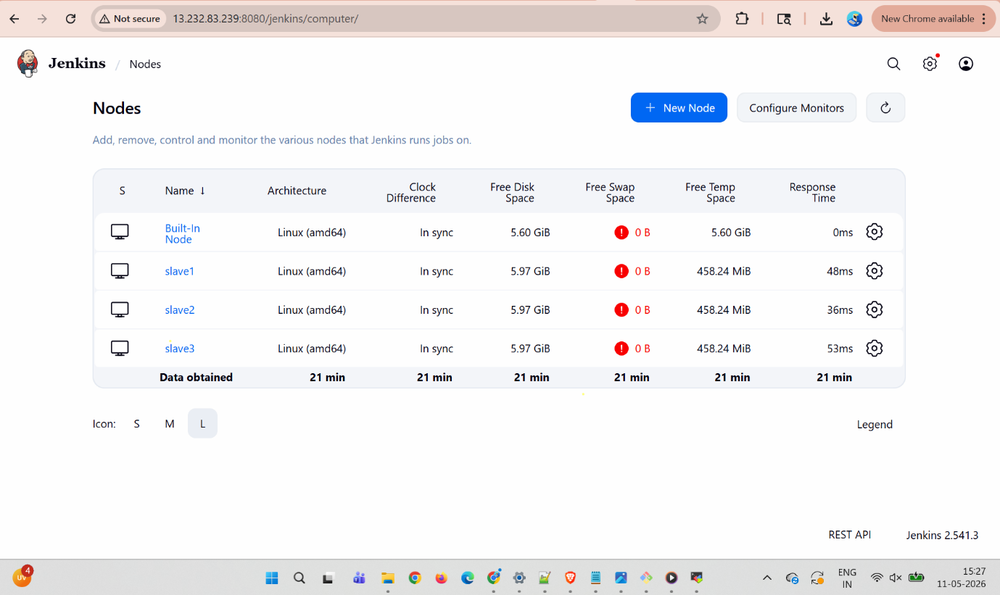 Not secure 13.232.83.239:8080/jenkins/computer/ New Chrome available
Jenkins / Nodes
Nodes
+ New Node Configure Monitors
Add, remove, control and monitor the various nodes that Jenkins runs jobs on.
S Name ↓ Architecture Clock Difference Free Disk Space Free Swap Space Free Temp Space Response Time
Built-In Node Linux (amd64) In sync 5.60 GiB ! 0 B 5.60 GiB 0ms
slave1 Linux (amd64) In sync 5.97 GiB ! 0 B 458.24 MiB 48ms
slave2 Linux (amd64) In sync 5.97 GiB ! 0 B 458.24 MiB 36ms
slave3 Linux (amd64) In sync 5.97 GiB ! 0 B 458.24 MiB 53ms
Data obtained 21 min 21 min 21 min 21 min 21 min 21 min
Icon: S M L Legend
REST API Jenkins 2.541.3
UV 4 ENG 15:27
IN 11-05-2026